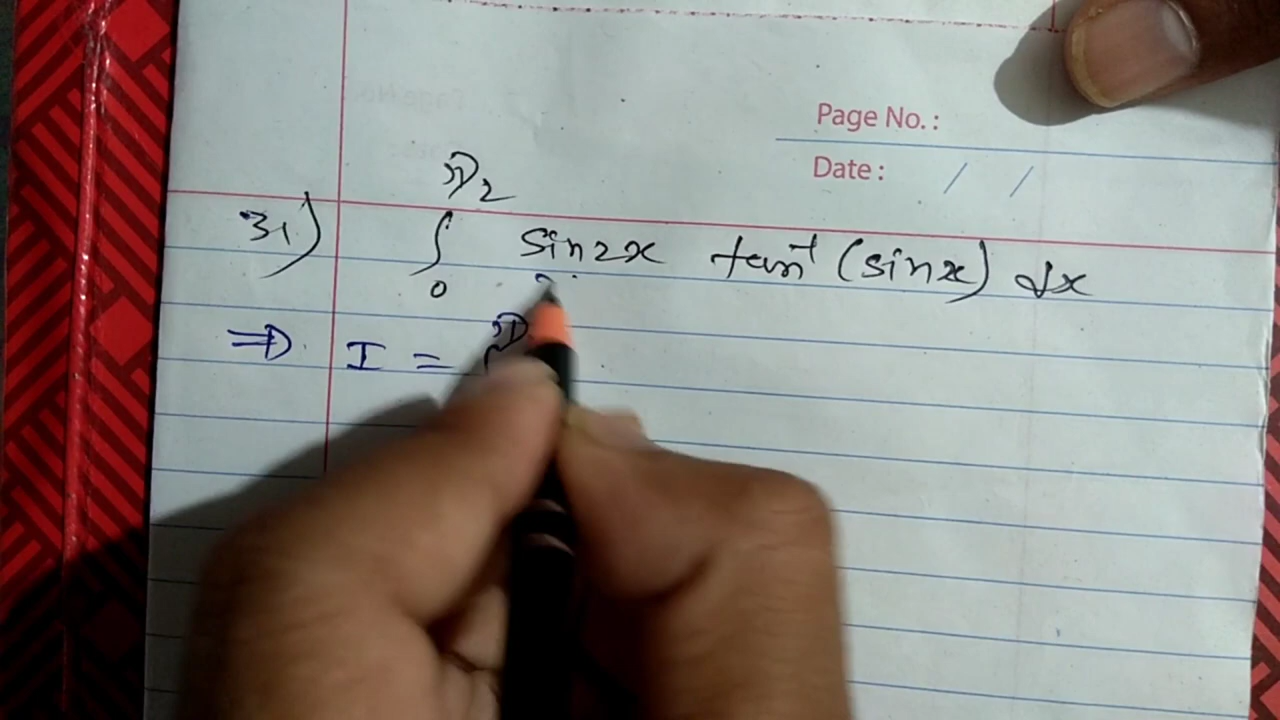 Page No. :
Date : / /
31) ∫₀^π/2 sin2x tan⁻¹ (sinx) dx
⇒ I = ∫^π